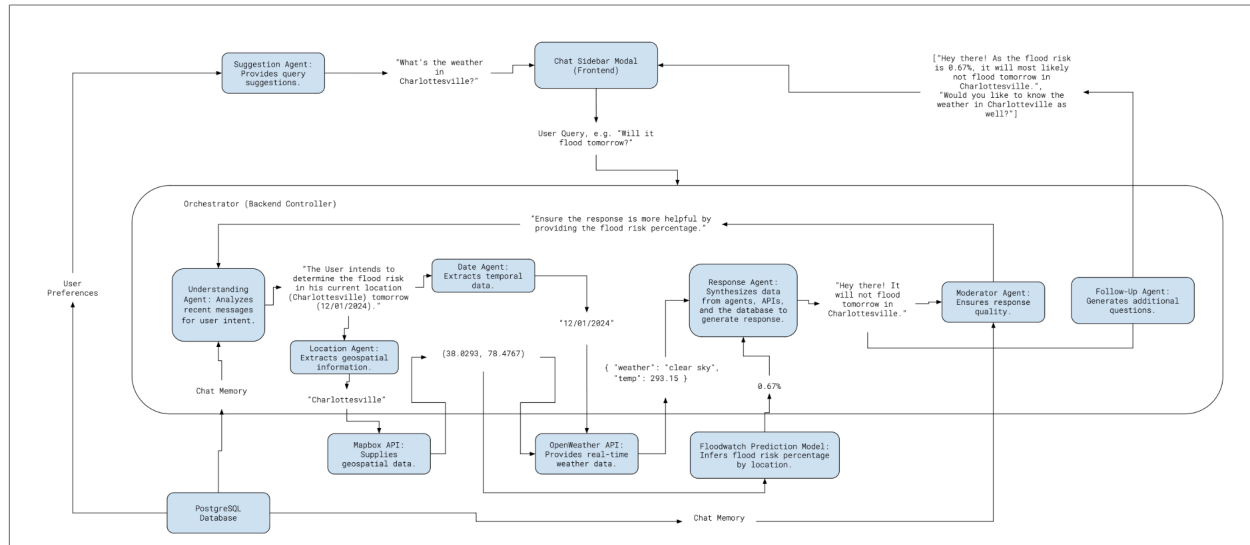 Suggestion Agent:
Provides query
suggestions.
"What's the weather
in
Charlottesville?"
Chat Sidebar Modal
(Frontend)
["Hey there! As the flood risk
is 0.67%, it will most likely
not flood tomorrow in
Charlottesville.",
"Would you like to know the
weather in Charlotteville as
well?"]
User Query, e.g. "Will it
flood tomorrow?"
Orchestrator (Backend Controller)
"Ensure the response is more helpful by
providing the flood risk percentage."
User
Preferences
Understanding
Agent: Analyzes
recent messages
for user intent.
"The User intends to
determine the flood risk
in his current location
(Charlottesville) tomorrow
(12/01/2024)."
Date Agent:
Extracts temporal
data.
Response Agent:
Synthesizes data
from agents, APIs,
and the database to
generate response.
"Hey there! It
will not flood
tomorrow in
Charlottesville."
Moderator Agent:
Ensures response
quality.
Follow-Up Agent:
Generates additional
questions.
"12/01/2024"
Location Agent:
Extracts geospatial
information.
(38.0293, 78.4767)
{ "weather": "clear sky",
"temp": 293.15 }
0.67%
Chat Memory
"Charlottesville"
Mapbox API:
Supplies
geospatial data.
OpenWeather API:
Provides real-time
weather data.
Floodwatch Prediction Model:
Infers flood risk percentage
by location.
PostgreSQL
Database
Chat Memory